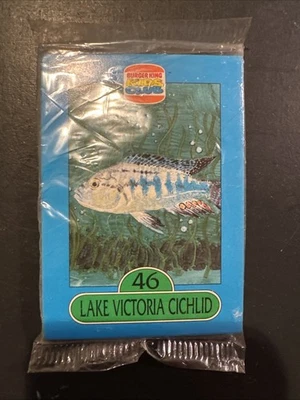 BURGER KING
KIDS
CLUB
46
LAKE VICTORIA CICHLID